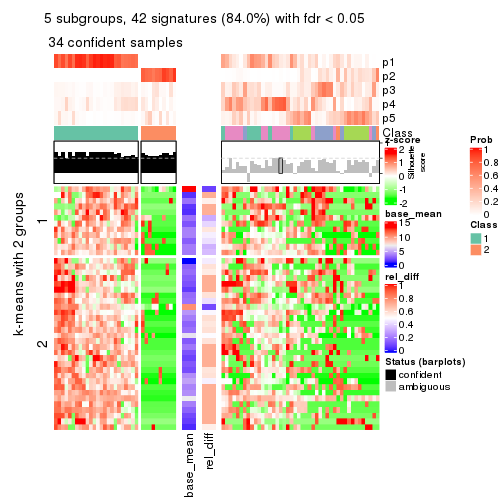 5 subgroups, 42 signatures (84.0%) with fdr < 0.05
34 confident samples
p1
p2
p3
p4
p5
Class
Silhouette
score
k-means with 2 groups
1
2
base_mean
rel_diff
z-score
2
1
0
-1
-2
base_mean
15
10
5
0
rel_diff
1
0.8
0.6
0.4
0.2
0
Status (barplots)
confident
ambiguous
Prob
1
0.8
0.6
0.4
0.2
0
Class
1
2